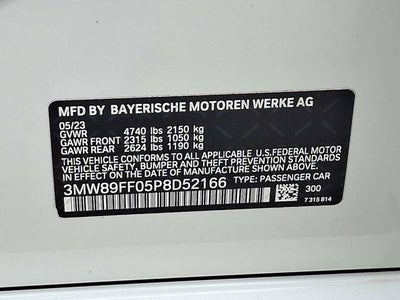 MFD BY BAYERISCHE MOTOREN WERKE AG
05/23
GVWR 4740 lbs 2150 kg
GAWR FRONT 2315 lbs 1050 kg
GAWR REAR 2624 lbs 1190 kg
THIS VEHICLE CONFORMS TO ALL APPLICABLE U.S.FEDERAL MOTOR
VEHICLE SAFETY, BUMPER AND THEFT PREVENTION STANDARDS
IN EFFECT ON THE DATE OF MANUFACTURE SHOWN ABOVE.
3MW89FF05P8D52166 TYPE: PASSENGER CAR
300
7 315 814